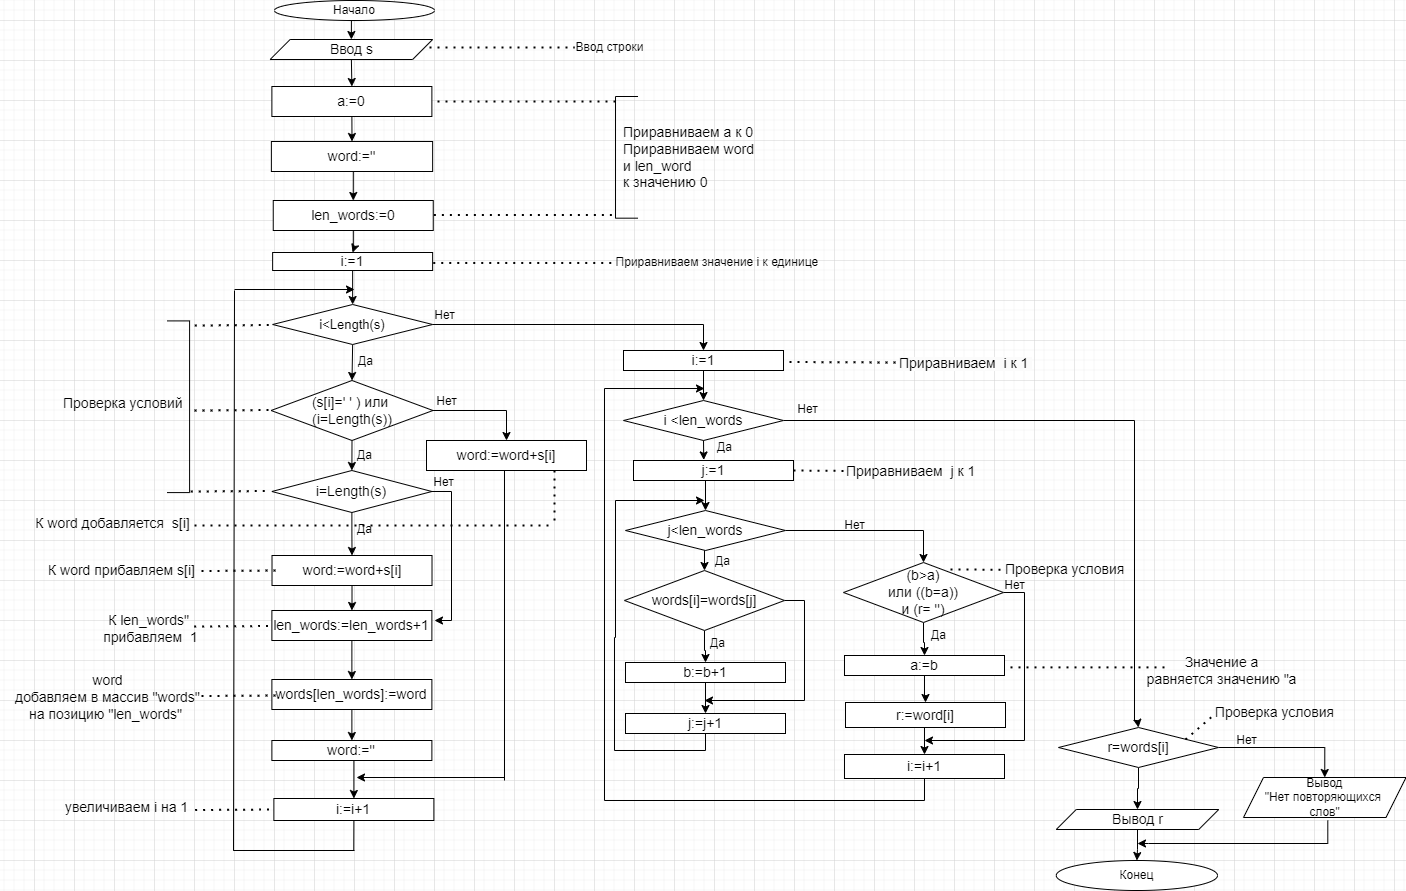 Начало
Ввод s
Ввод строки
a:=0
Приравниваем a к 0
Приравниваем word
и len_word
к значению 0
word:=''
len_words:=0
i:=1
Приравниваем значение i к единице
i<Length(s)
Нет
Да
Проверка условий
(s[i]=' ' ) или
(i=Length(s))
Нет
word:=word+s[i]
Да
i=Length(s)
Нет
К word добавляется s[i]
Да
К word прибавляем s[i]
word:=word+s[i]
К len_words"
прибавляем 1
len_words:=len_words+1
word
добавляем в массив "words"
на позицию "len_words"
words[len_words]:=word
word:=''
увеличиваем i на 1
i:=i+1
i:=1
Приравниваем i к 1
i <len_words
Нет
Да
j:=1
Приравниваем j к 1
j<len_words
Нет
Да
words[i]=words[j]
Да
b:=b+1
j:=j+1
Проверка условия
(b>a)
или ((b=a))
и (r= '')
Нет
Да
a:=b
Значение a
равняется значению "a
r:=word[i]
i:=i+1
Проверка условия
r=words[i]
Нет
Вывод
"Нет повторяющихся
слов"
Вывод r
Конец